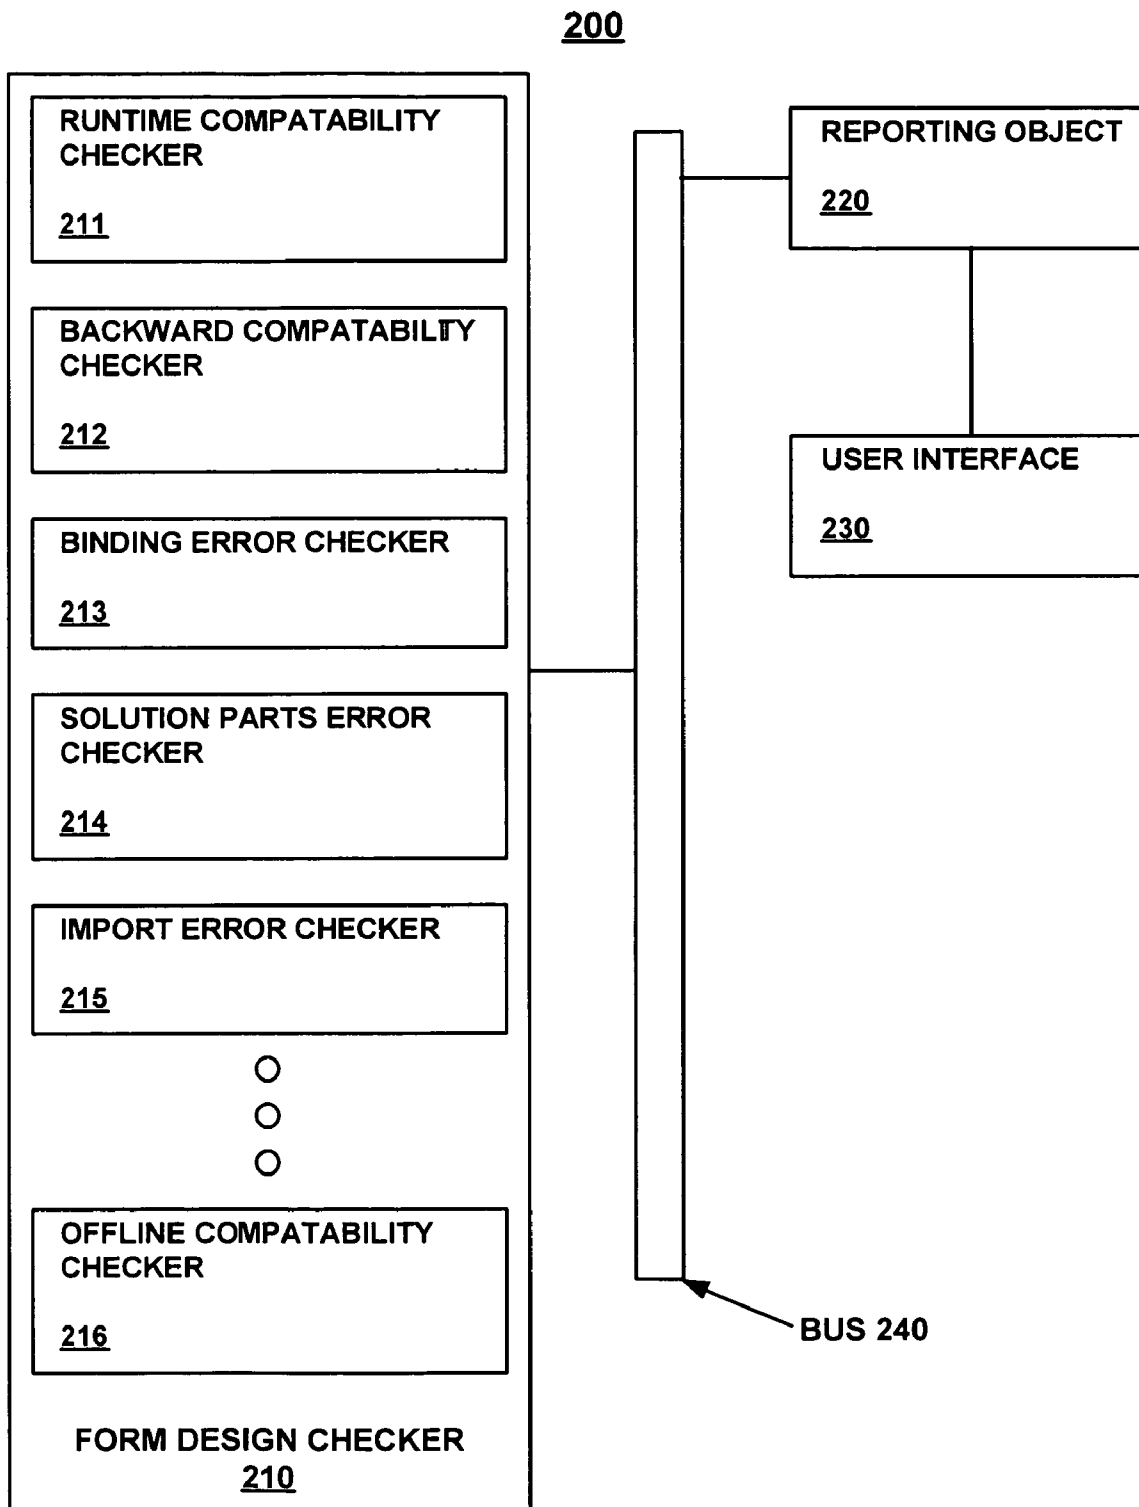 200
RUNTIME COMPATABILITY
CHECKER
211
BACKWARD COMPATABILITY
CHECKER
212
BINDING ERROR CHECKER
213
SOLUTION PARTS ERROR
CHECKER
214
IMPORT ERROR CHECKER
215
OFFLINE COMPATABILITY
CHECKER
216
FORM DESIGN CHECKER
210
REPORTING OBJECT
220
USER INTERFACE
230
BUS 240